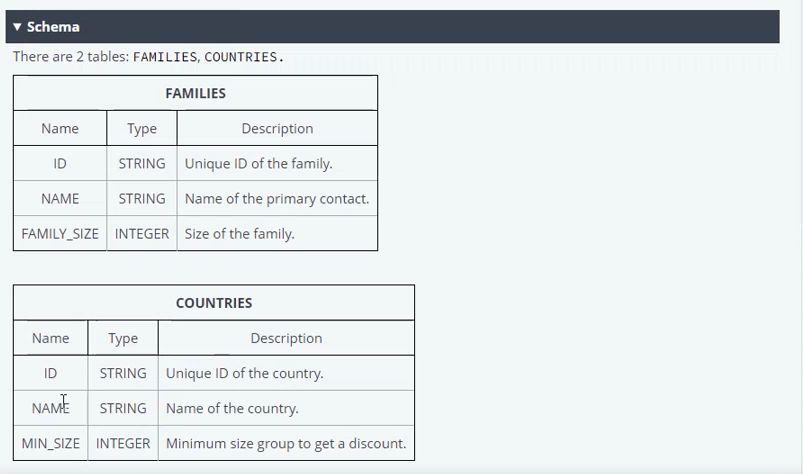 ▼ Schema
There are 2 tables: FAMILIES, COUNTRIES.
FAMILIES
Name Type Description
ID STRING Unique ID of the family.
NAME STRING Name of the primary contact.
FAMILY_SIZE INTEGER Size of the family.
COUNTRIES
Name Type Description
ID STRING Unique ID of the country.
NAME STRING Name of the country.
MIN_SIZE INTEGER Minimum size group to get a discount.